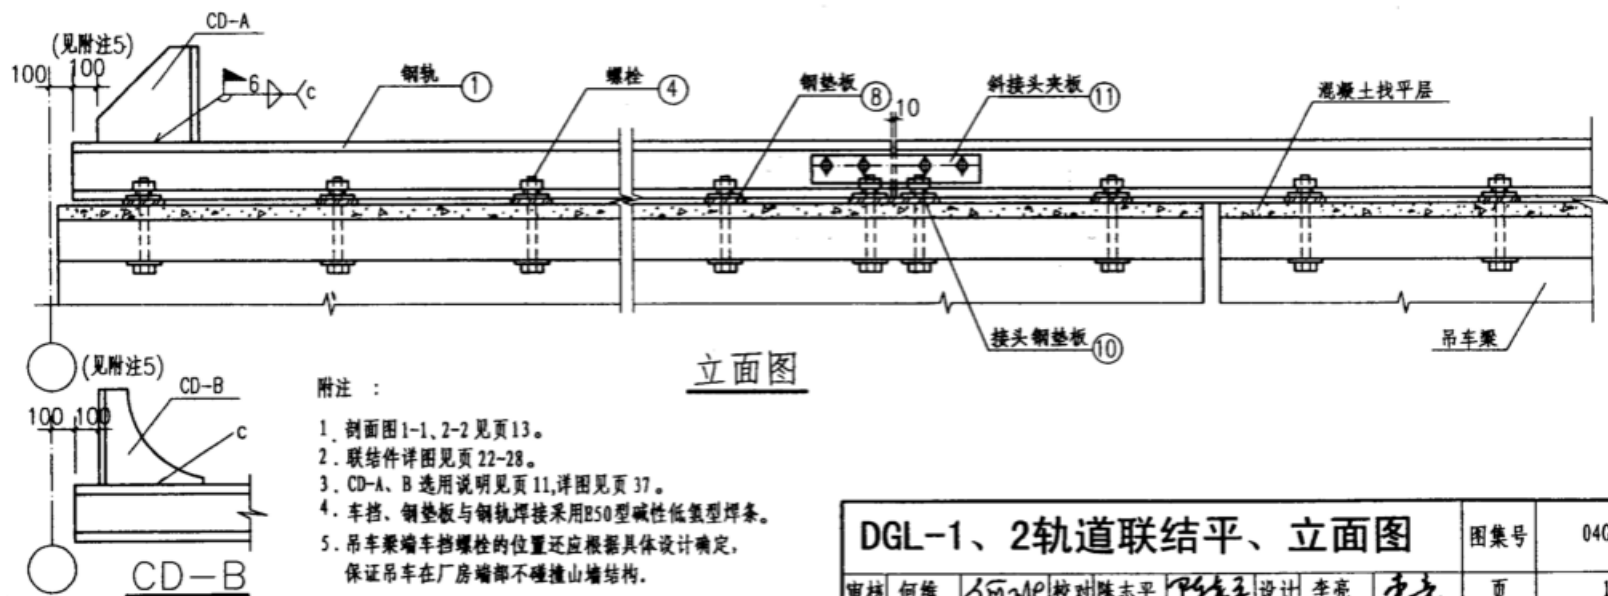 CD-A
(见附注5)
100 100
6 c
钢轨 ①
螺栓 ④
钢垫板 ⑧
10
斜接头夹板 ⑪
混凝土找平层
接头钢垫板 ⑩
吊车梁
立面图
(见附注5)
CD-B
100 100
c
CD-B
附注 :
1. 剖面图1-1、2-2见页13。
2. 联结件详图见页22-28。
3. CD-A、B选用说明见页11,详图见页37。
4. 车挡、钢垫板与钢轨焊接采用E50型碱性低氢型焊条。
5. 吊车梁端车挡螺栓的位置还应根据具体设计确定,
保证吊车在厂房端部不碰撞山墙结构.
DGL-1、2轨道联结平、立面图
图集号 04G
审核 何维 校对 陈志平 设计 李亮 页 1